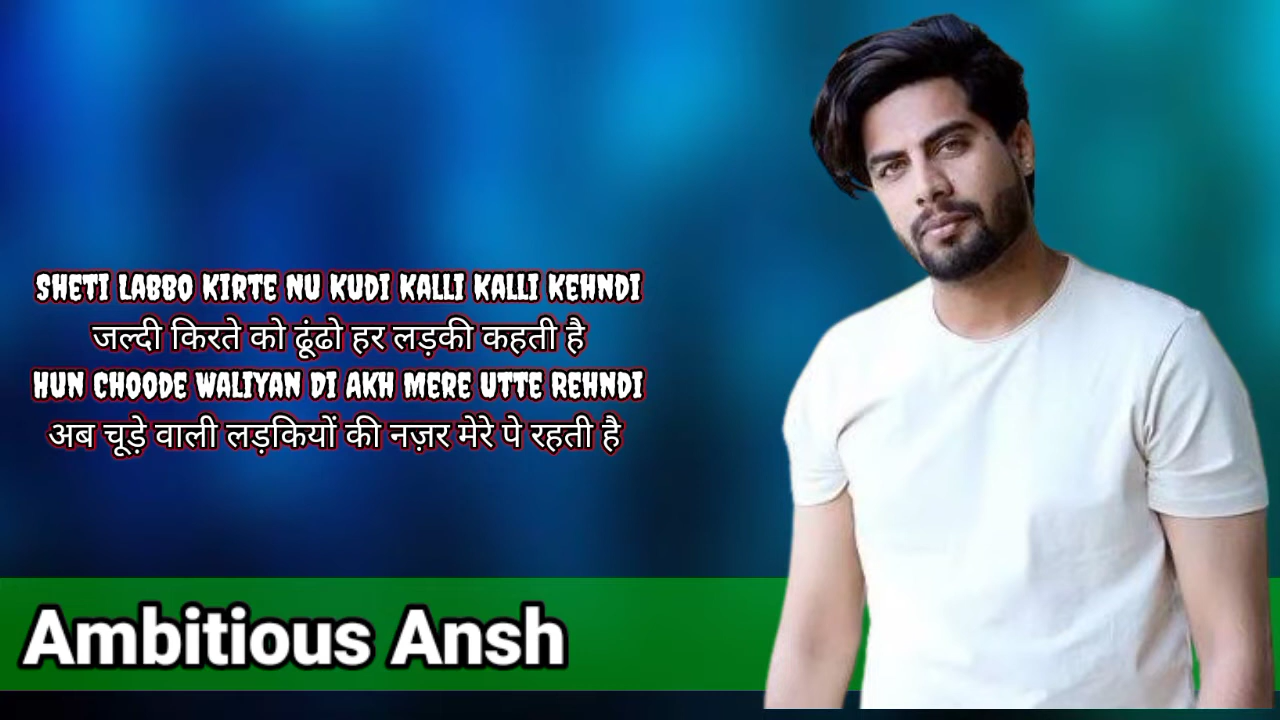 SHETI LABBO KIRTE NU KUDI KALLI KALLI KEHNDI
जल्दी किरते को ढूंढो हर लड़की कहती है
HUN CHOODE WALIYAN DI AKH MERE UTTE REHNDI
अब चूड़े वाली लड़कियों की नज़र मेरे पे रहती है
Ambitious Ansh